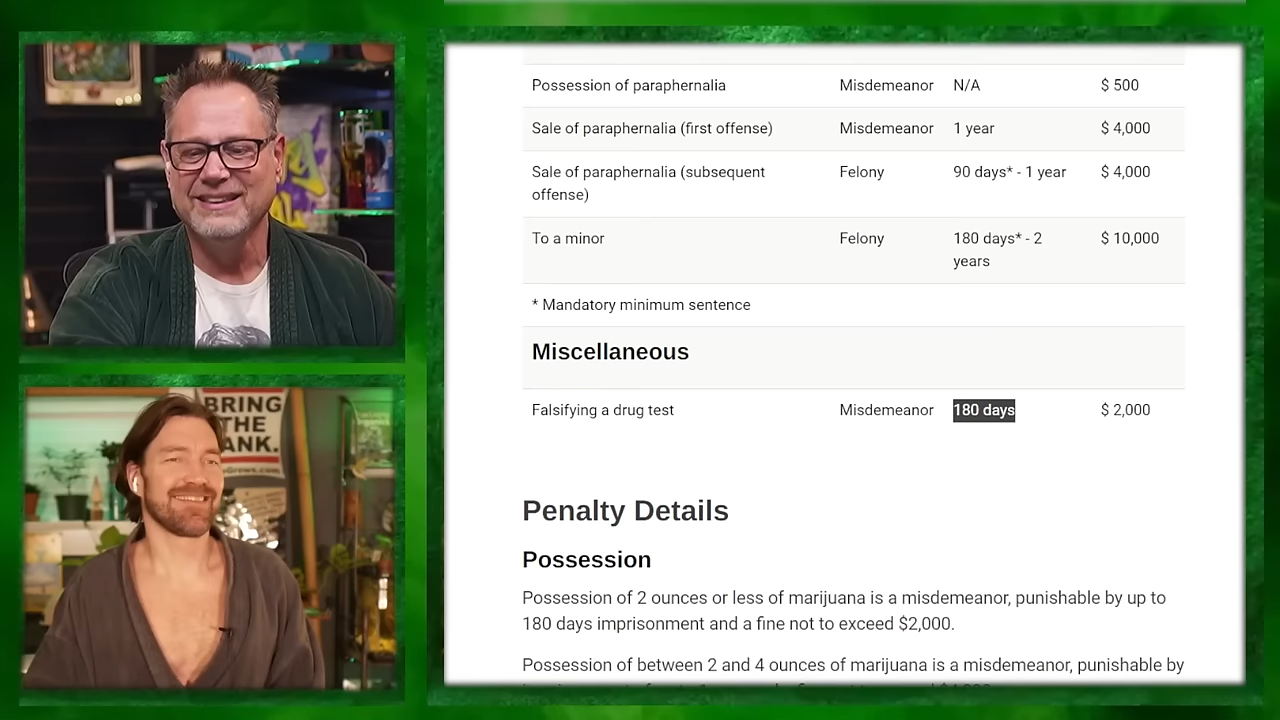 BRING
THE
ANK.
Grows.com
Possession of paraphernalia Misdemeanor N/A $ 500
Sale of paraphernalia (first offense) Misdemeanor 1 year $ 4,000
Sale of paraphernalia (subsequent Felony 90 days* - 1 year $ 4,000
offense)
To a minor Felony 180 days* - 2 $ 10,000
years
* Mandatory minimum sentence
Miscellaneous
Falsifying a drug test Misdemeanor 180 days $ 2,000
Penalty Details
Possession
Possession of 2 ounces or less of marijuana is a misdemeanor, punishable by up to
180 days imprisonment and a fine not to exceed $2,000.
Possession of between 2 and 4 ounces of marijuana is a misdemeanor, punishable by